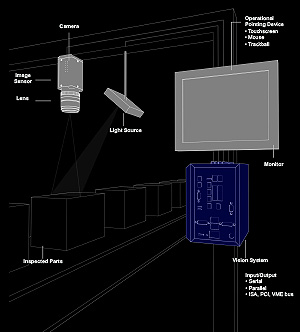 Camera
Operational
Pointing Device
• Touchscreen
• Mouse
• Trackball
Image
Sensor
Lens
Light Source
Monitor
Inspected Parts
Vision System
Input/Output
• Serial
• Parallel
• ISA, PCI, VME bus